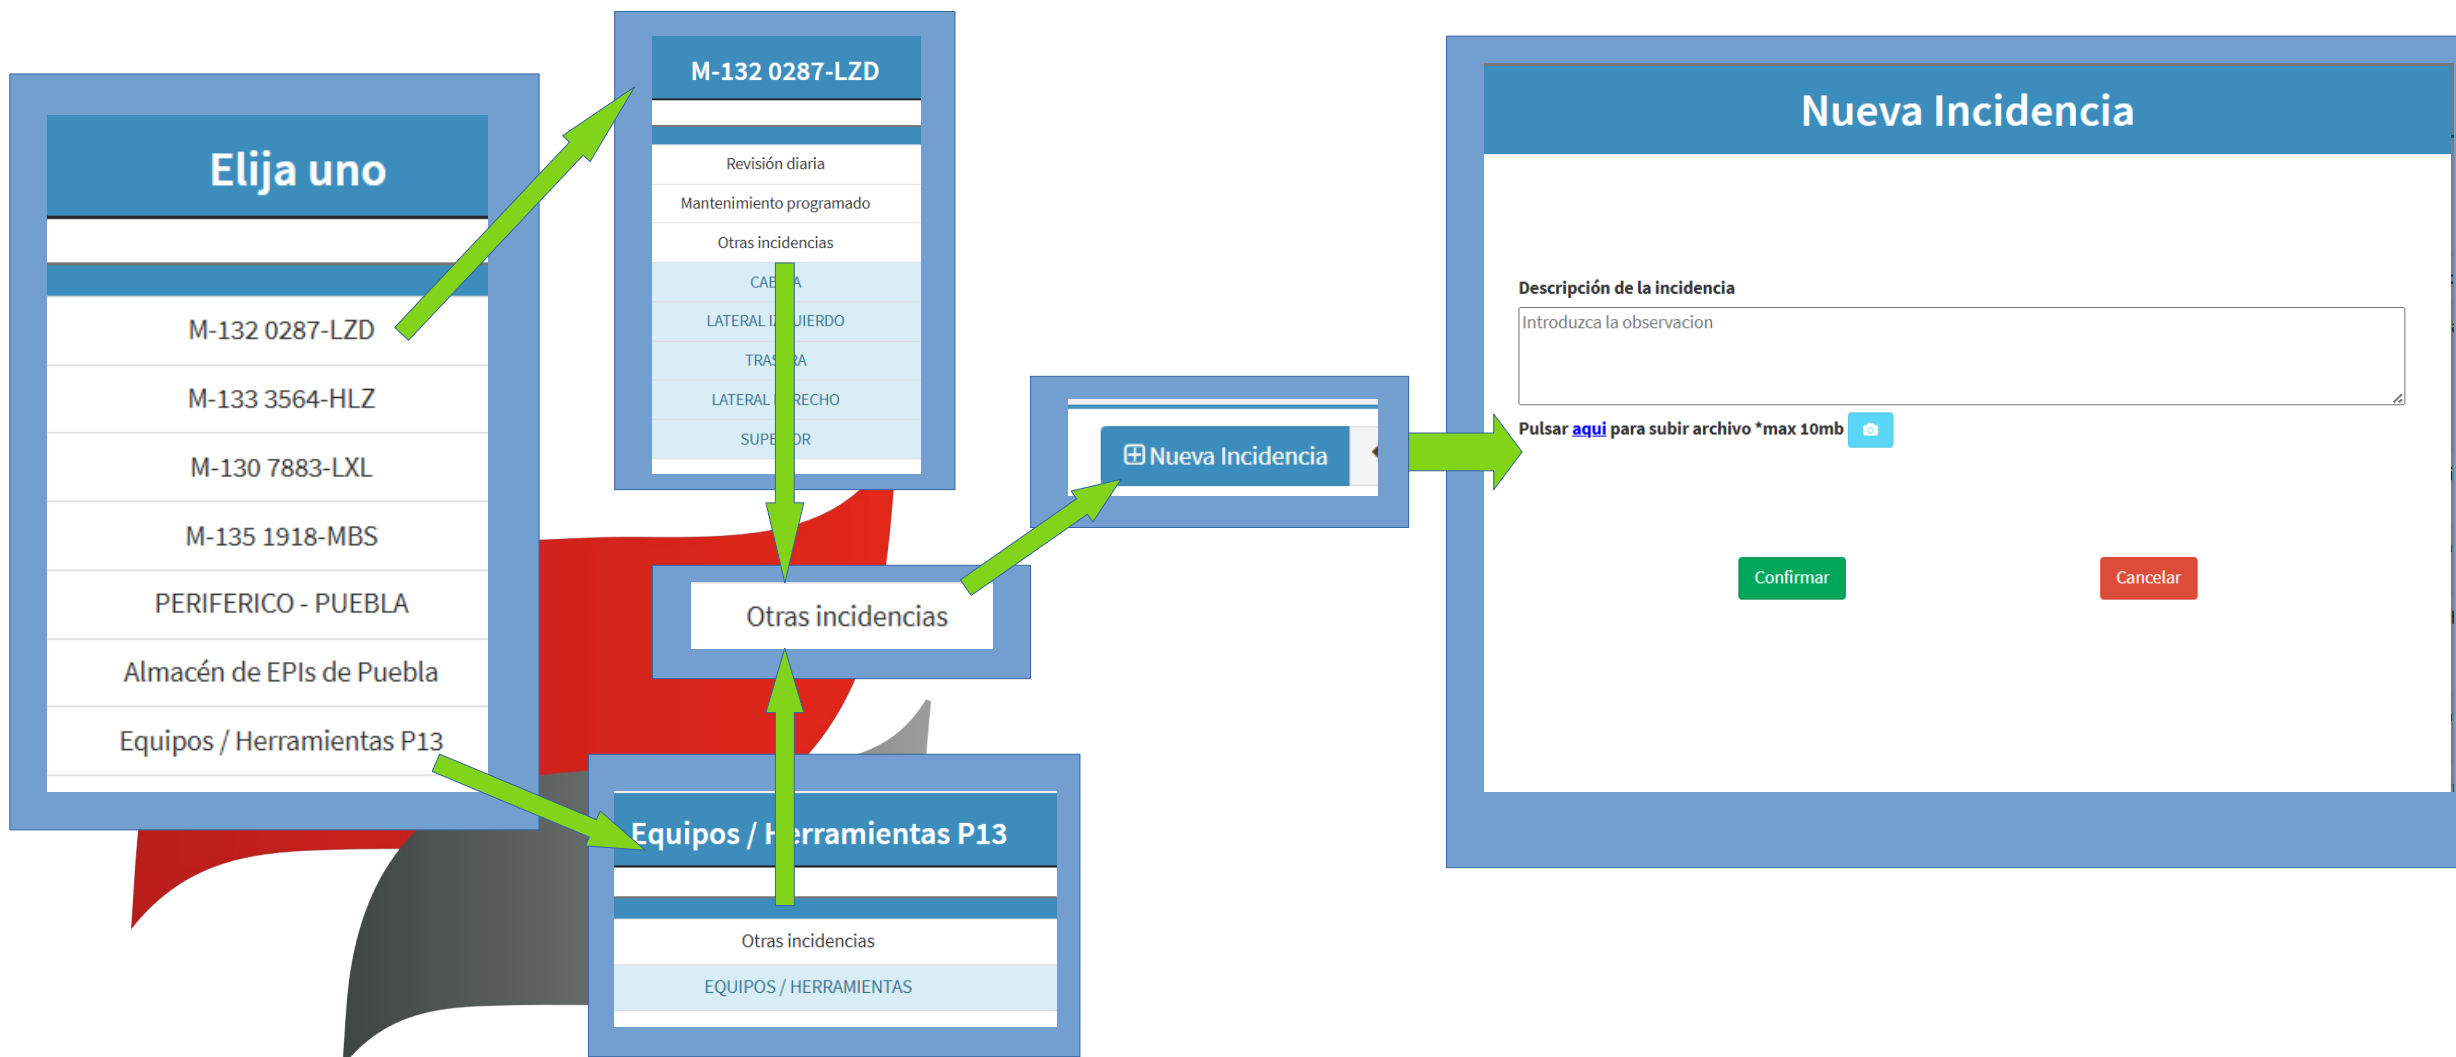 Elija uno
M-132 0287-LZD
M-133 3564-HLZ
M-130 7883-LXL
M-135 1918-MBS
PERIFERICO - PUEBLA
Almacén de EPIs de Puebla
Equipos / Herramientas P13
M-132 0287-LZD
Revisión diaria
Mantenimiento programado
Otras incidencias
LATERAL
LATERAL
Otras incidencias
Equipos / Herramientas P13
Otras incidencias
EQUIPOS / HERRAMIENTAS
Nueva Incidencia
Nueva Incidencia
Descripción de la incidencia
Introduzca la observacion
Pulsar aqui para subir archivo *max 10mb
Confirmar
Cancelar